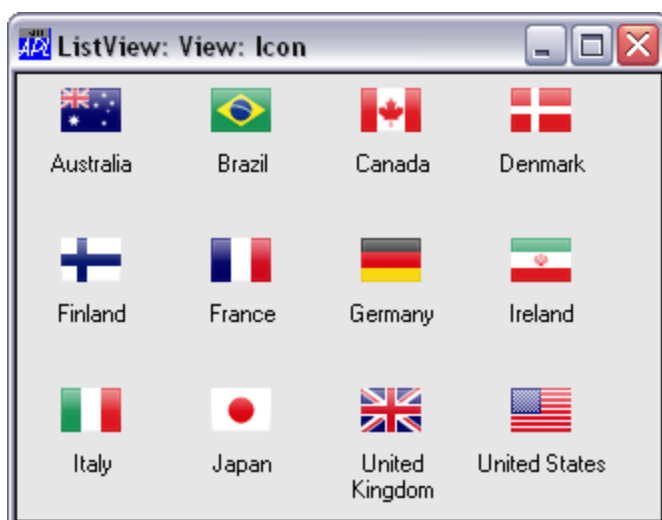 ListView: View: Icon
Australia Brazil Canada Denmark
Finland France Germany Ireland
Italy Japan United Kingdom United States